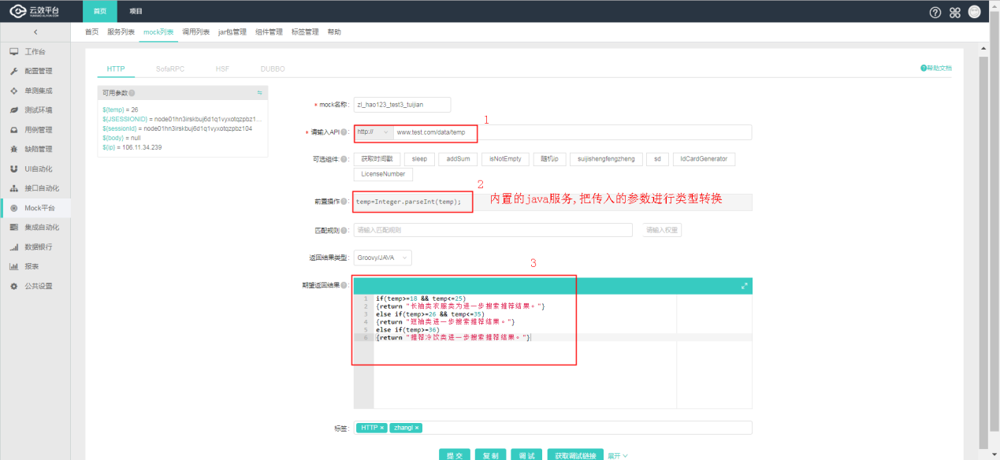 云效平台 首页 项目
YUNXIAO.ALIYUN.COM
首页 服务列表 mock列表 调用列表 jar包管理 组件管理 标签管理 帮助
工作台
配置管理
单测集成
测试环境
用例管理
缺陷管理
UI自动化
接口自动化
Mock平台
集成自动化
数据银行
报表
公共设置
HTTP SofaRPC HSF DUBBO
帮助文档
可用参数
${temp} = 26
${JSESSIONID} = node01hn3irskbuj6d1q1vyxotqzpbz1...
${sessionId} = node01hn3irskbuj6d1q1vyxotqzpbz104
${body} = null
${ip} = 106.11.34.239
* mock名称: zl_hao123_test3_tuijian
1
* 请输入API: http:// www.test.com/data/temp
可选组件: 获取时间戳 sleep addSum isNotEmpty 随机ip suijishengfengzheng sd IdCardGenerator
LicenseNumber
2
前置操作: temp=Integer.parseInt(temp); 内置的java服务,把传入的参数进行类型转换
匹配规则: 请输入匹配规则 请输入权重
返回结果类型: Groovy/JAVA
3
期望返回结果:
1 if(temp>=18 && temp<=25)
2 {return "长袖类衣服类为进一步搜索推荐结果。"}
3 else if(temp>=26 && temp<=35)
4 {return "短袖类进一步搜索推荐结果。"}
5 else if(temp>=36)
6 {return "推荐冷饮类进一步搜索推荐结果。"}
标签: HTTP × zhangl ×
提交 复制 调试 获取调试链接 展开